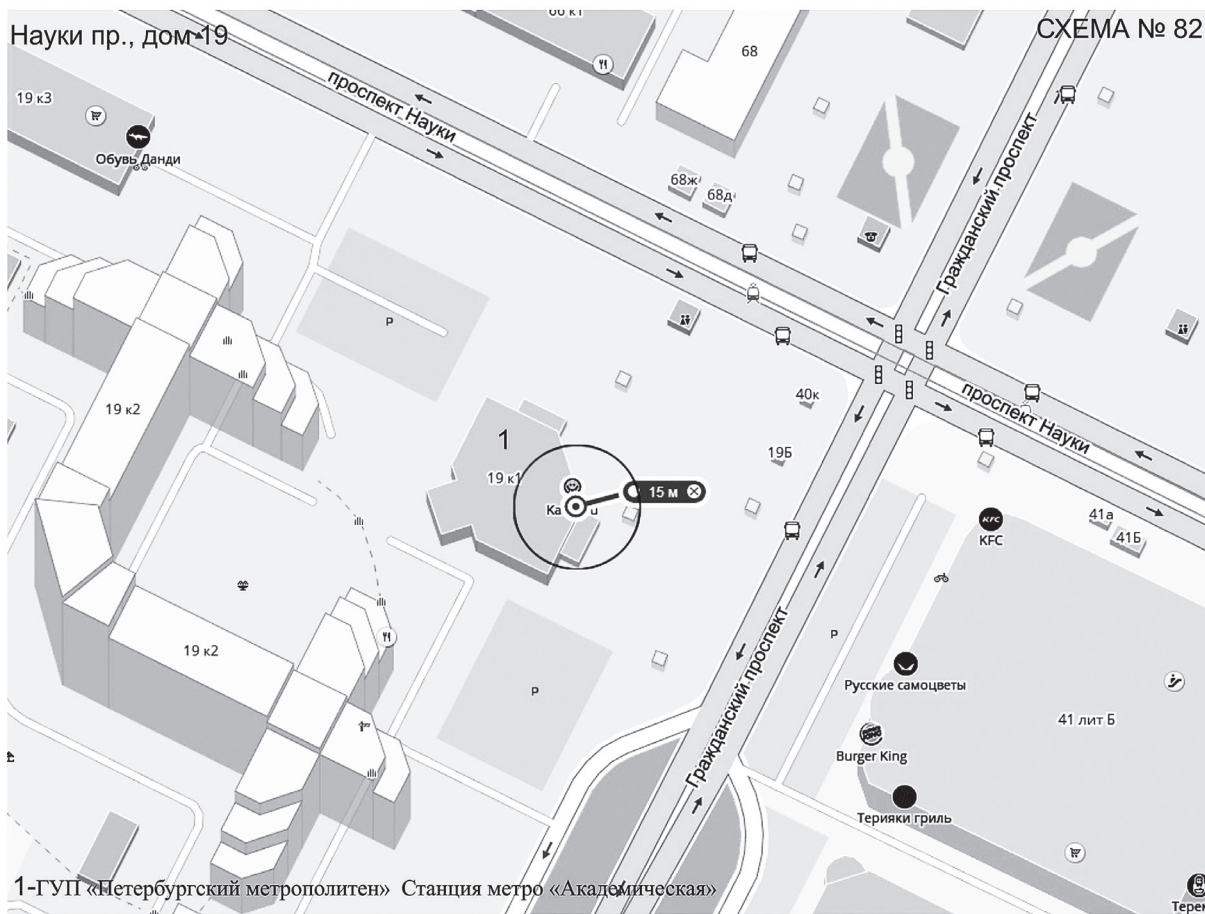 Науки пр., дом 19
СХЕМА № 82
68
19 к3
проспект Науки
Обувь Данди
Гражданский проспект
68ж
68д
P
19 к2
40к
проспект Науки
1
19 к1
19Б
15 м
KFC
41а
41Б
P
19 к2
P
Русские самоцветы
41 лит Б
Гражданский проспект
Burger King
BURGER KING
Терияки гриль
1-ГУП «Петербургский метрополитен» Станция метро «Академическая»